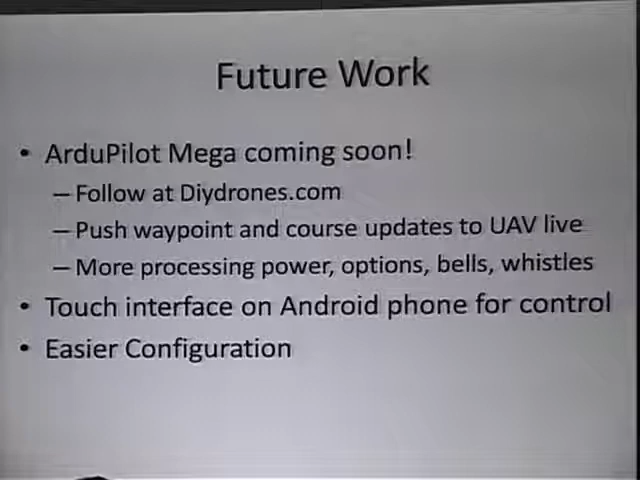 Future Work
• ArduPilot Mega coming soon!
– Follow at Diydrones.com
– Push waypoint and course updates to UAV live
– More processing power, options, bells, whistles
• Touch interface on Android phone for control
• Easier Configuration